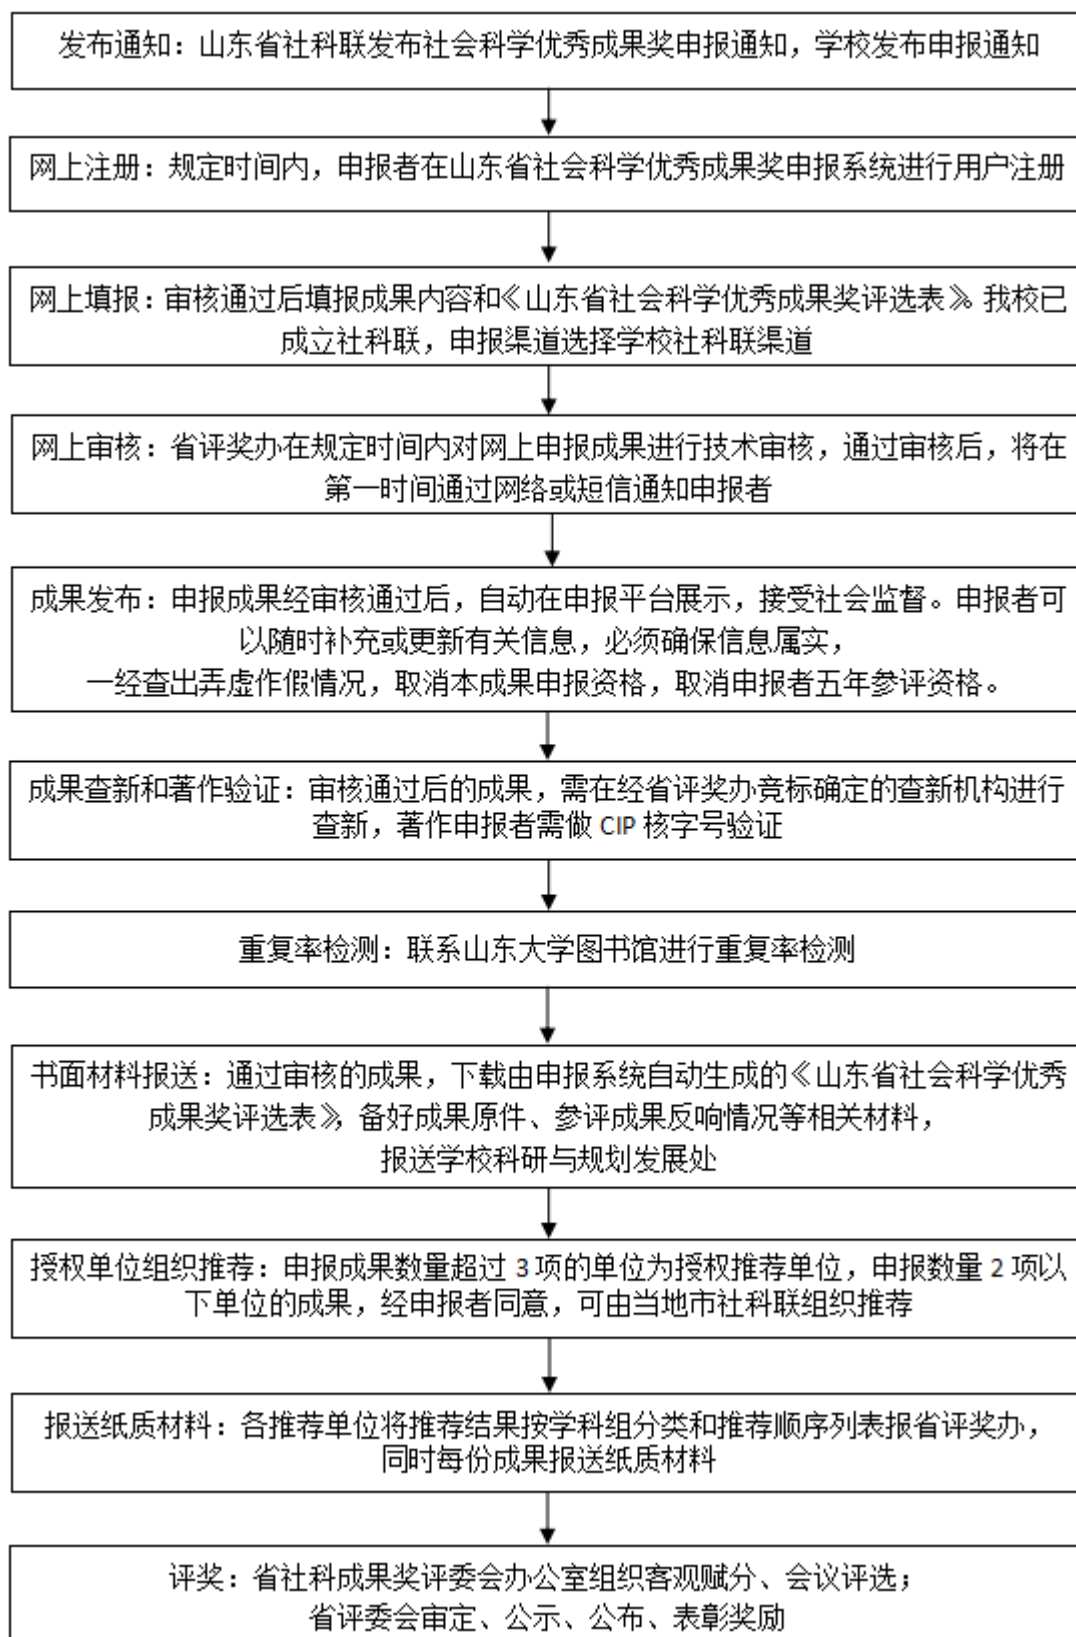 发布通知：山东省社科联发布社会科学优秀成果奖申报通知，学校发布申报通知
网上注册：规定时间内，申报者在山东省社会科学优秀成果奖申报系统进行用户注册
网上填报：审核通过后填报成果内容和《山东省社会科学优秀成果奖评选表》。我校已
成立社科联，申报渠道选择学校社科联渠道
网上审核：省评奖办在规定时间内对网上申报成果进行技术审核，通过审核后，将在
第一时间通过网络或短信通知申报者
成果发布：申报成果经审核通过后，自动在申报平台展示，接受社会监督。申报者可
以随时补充或更新有关信息，必须确保信息属实，
一经查出弄虚作假情况，取消本成果申报资格，取消申报者五年参评资格。
成果查新和著作验证：审核通过后的成果，需在经省评奖办竞标确定的查新机构进行
查新，著作申报者需做 CIP 核字号验证
重复率检测：联系山东大学图书馆进行重复率检测
书面材料报送：通过审核的成果，下载由申报系统自动生成的《山东省社会科学优秀
成果奖评选表》，备好成果原件、参评成果反响情况等相关材料，
报送学校科研与规划发展处
授权单位组织推荐：申报成果数量超过 3 项的单位为授权推荐单位，申报数量 2 项以
下单位的成果，经申报者同意，可由当地市社科联组织推荐
报送纸质材料：各推荐单位将推荐结果按学科组分类和推荐顺序列表报省评奖办，
同时每份成果报送纸质材料
评奖：省社科成果奖评委会办公室组织客观赋分、会议评选；
省评委会审定、公示、公布、表彰奖励